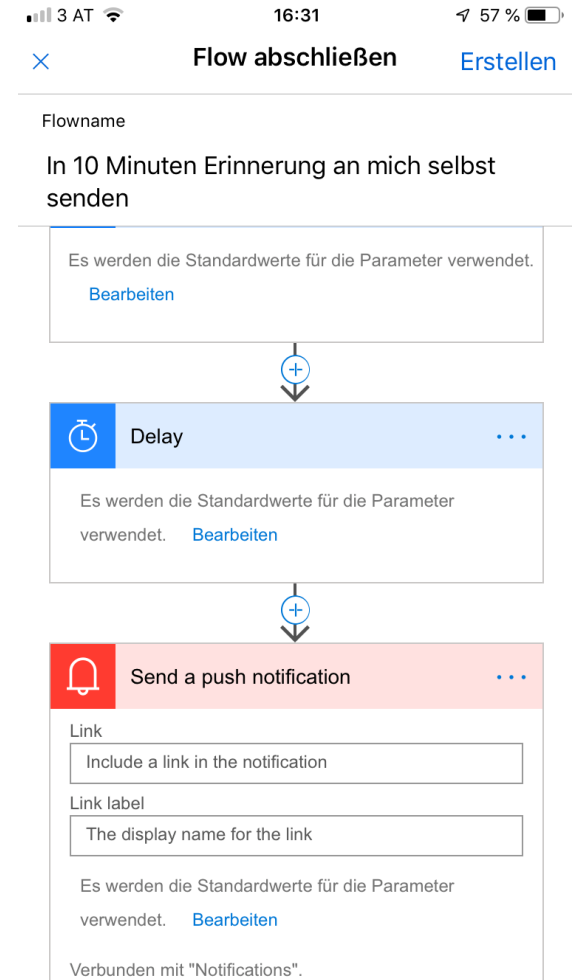 3 AT 16:31 57 %
Flow abschließen Erstellen
Flowname
In 10 Minuten Erinnerung an mich selbst
senden
Es werden die Standardwerte für die Parameter verwendet.
Bearbeiten
Delay
Es werden die Standardwerte für die Parameter
verwendet. Bearbeiten
Send a push notification
Link
Include a link in the notification
Link label
The display name for the link
Es werden die Standardwerte für die Parameter
verwendet. Bearbeiten
Verbunden mit "Notifications".